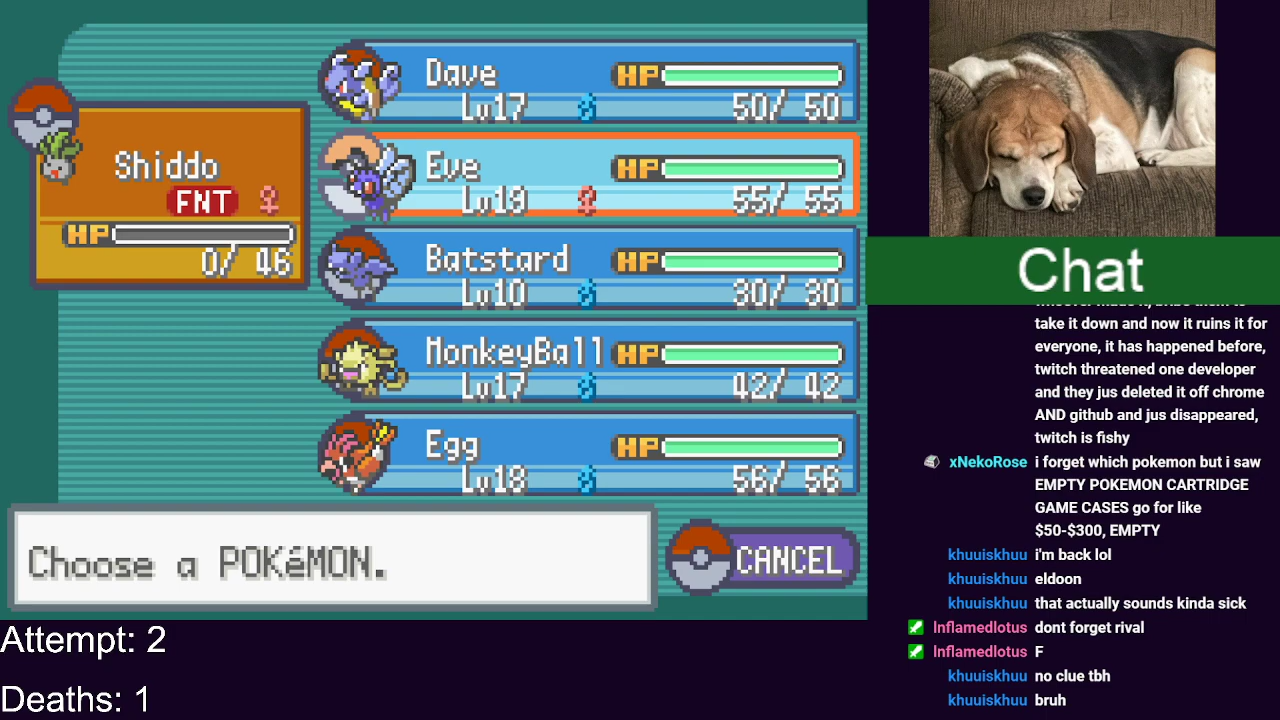 Shiddo
FNT ♀
HP
0/ 46
Dave HP
Lv17 ♂ 50/ 50
Eve HP
Lv19 ♀ 55/ 55
Batstard HP
Lv10 ♂ 30/ 30
MonkeyBall HP
Lv17 ♂ 42/ 42
Egg HP
Lv18 ♂ 56/ 56
Choose a POKéMON.
CANCEL
Attempt: 2
Deaths: 1
Chat
take it down and now it ruins it for
everyone, it has happened before,
twitch threatened one developer
and they jus deleted it off chrome
AND github and jus disappeared,
twitch is fishy
xNekoRose i forget which pokemon but i saw
EMPTY POKEMON CARTRIDGE
GAME CASES go for like
$50-$300, EMPTY
khuuiskhuu i'm back lol
khuuiskhuu eldoon
khuuiskhuu that actually sounds kinda sick
Inflamedlotus dont forget rival
Inflamedlotus F
khuuiskhuu no clue tbh
khuuiskhuu bruh